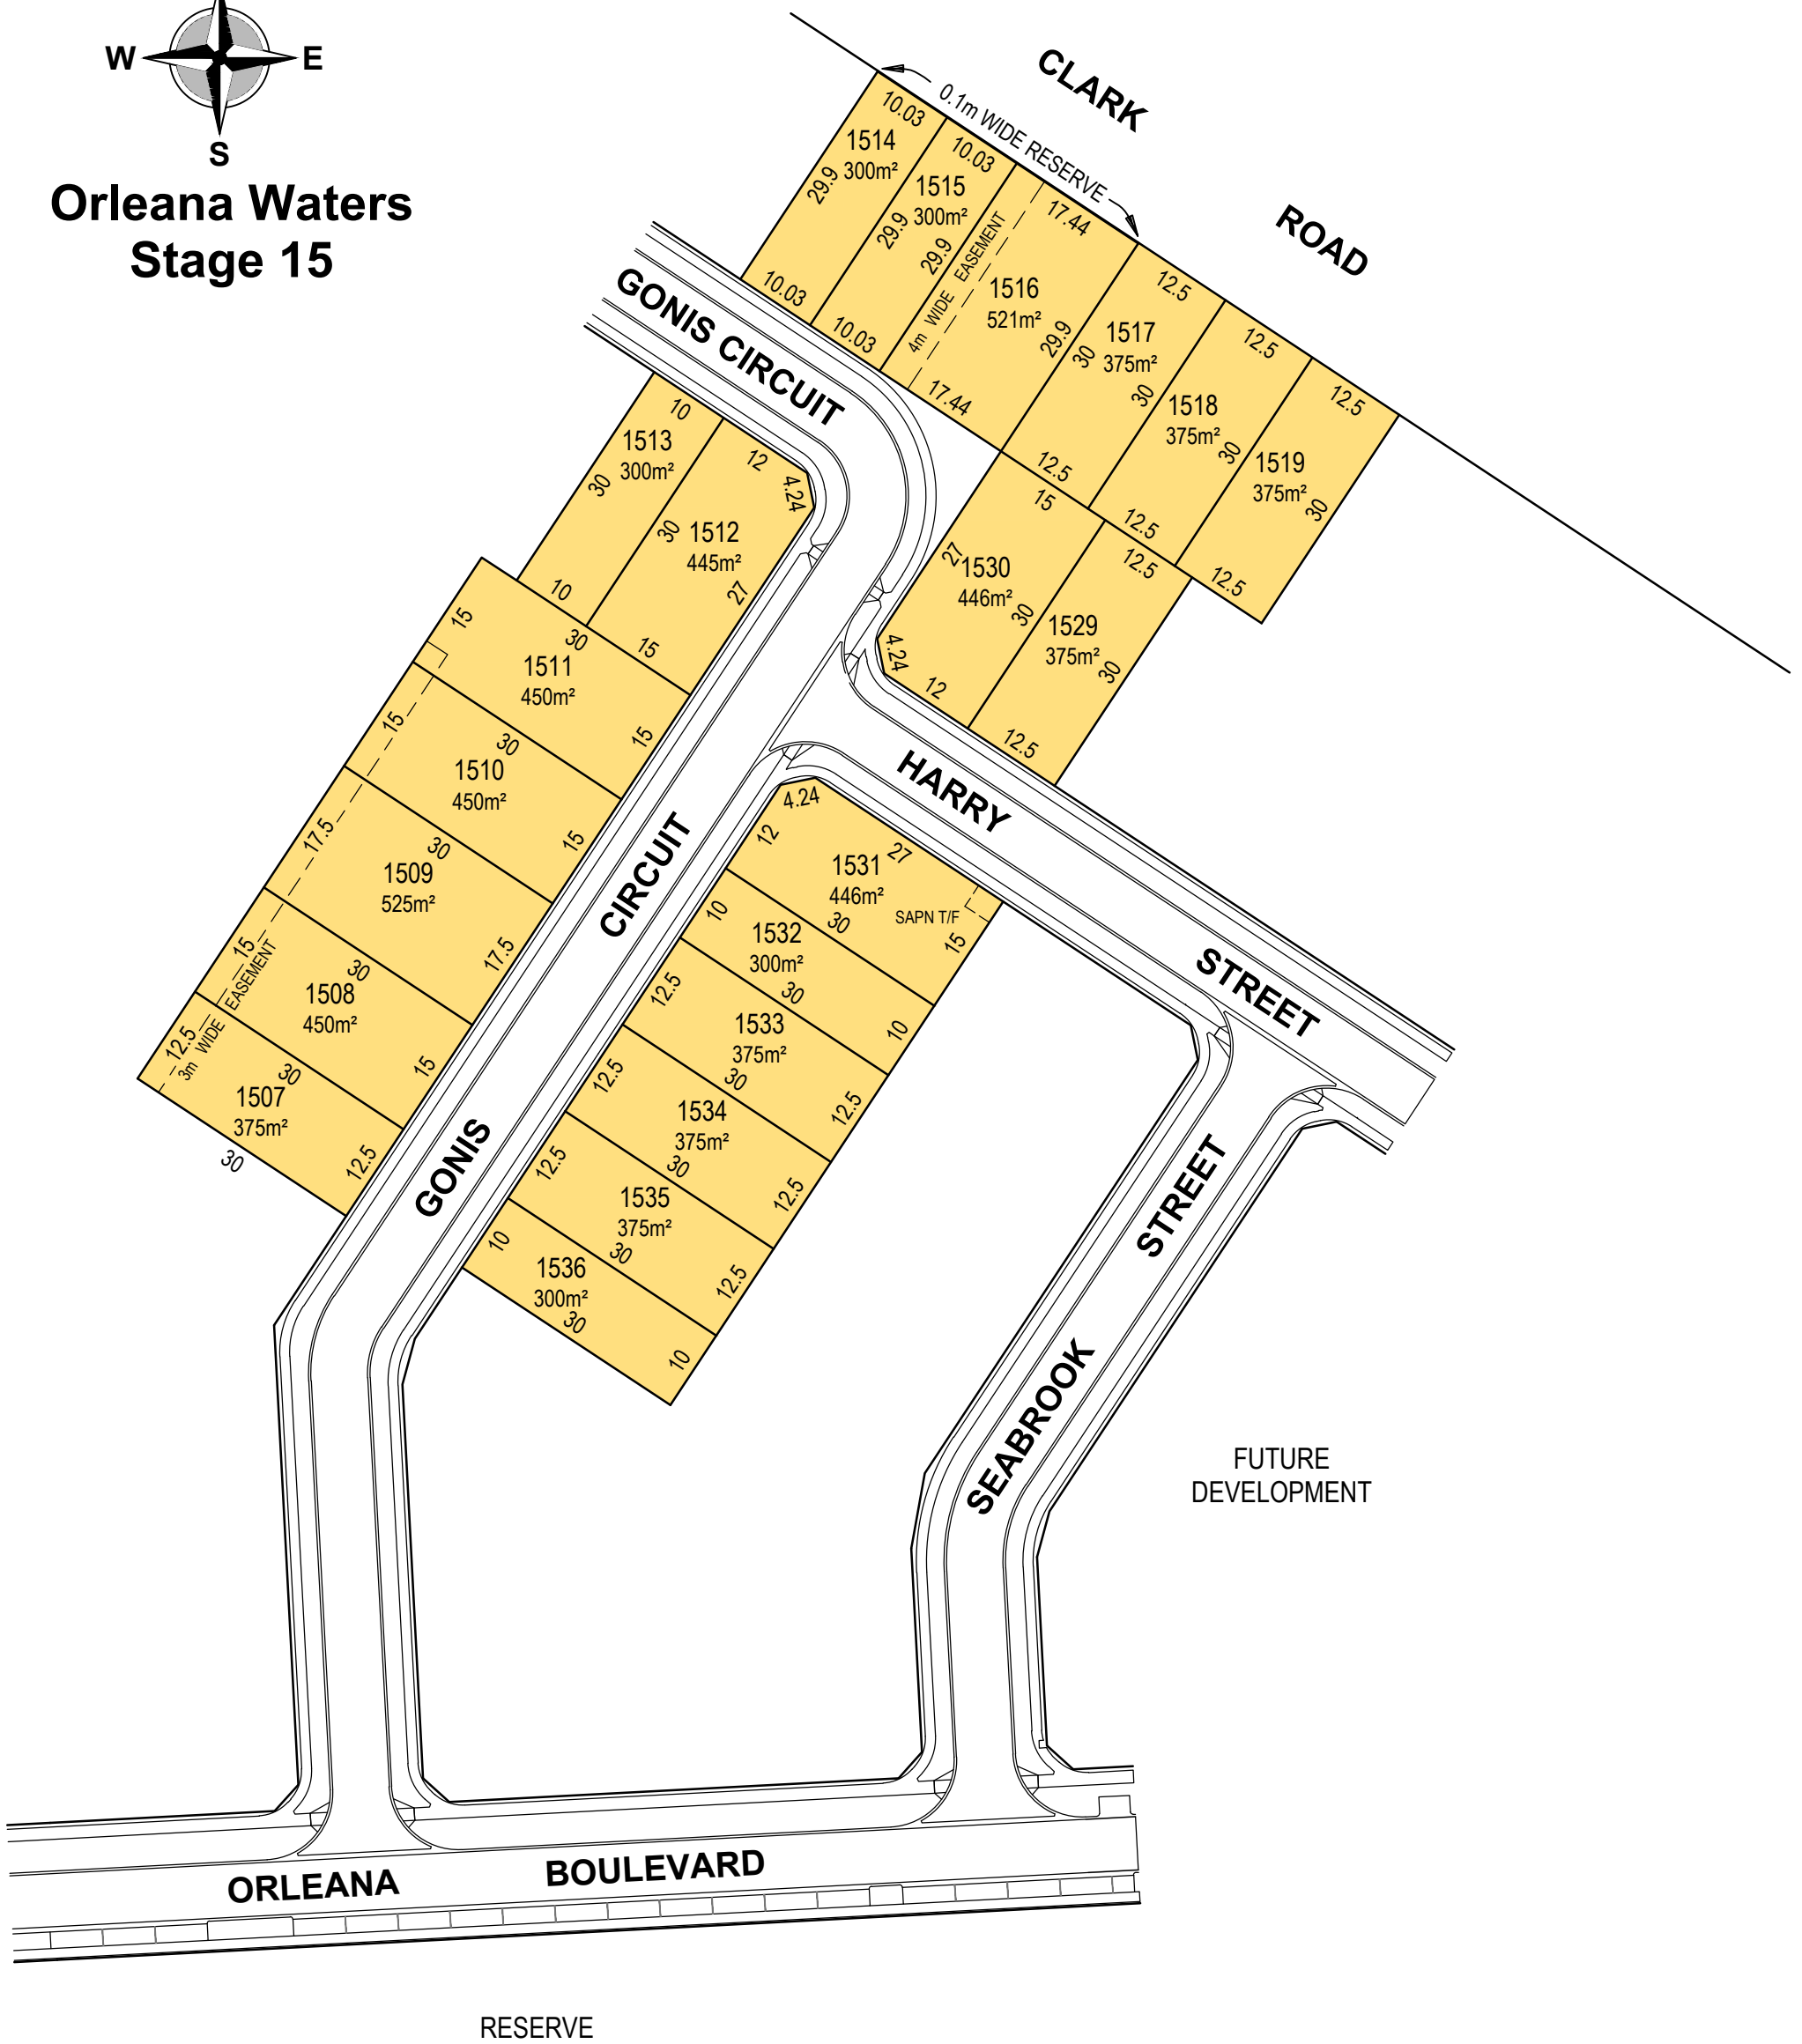 W
E
S
Orleana Waters
Stage 15
CLARK
ROAD
0.1m WIDE RESERVE
10.03
1514
300m²
29.9
10.03
10.03
1515
300m²
29.9
29.9
10.03
4m WIDE EASEMENT
17.44
1516
521m²
29.9
17.44
12.5
1517
375m²
30
30
12.5
12.5
1518
375m²
30
12.5
12.5
1519
375m²
30
12.5
GONIS CIRCUIT
10
1513
300m²
30
10
12
4.24
1512
445m²
30
27
15
15
1530
446m²
27
30
4.24
12
12.5
1529
375m²
30
12.5
15
30
1511
450m²
15
15
30
1510
450m²
15
17.5
30
1509
525m²
17.5
15
30
1508
450m²
15
3m WIDE EASEMENT
12.5
30
1507
375m²
12.5
30
GONIS
CIRCUIT
HARRY
STREET
4.24
12
27
1531
446m²
SAPN T/F
30
15
10
1532
300m²
30
10
12.5
1533
375m²
30
12.5
12.5
1534
375m²
30
12.5
12.5
1535
375m²
30
12.5
10
1536
300m²
30
10
SEABROOK
STREET
FUTURE
DEVELOPMENT
ORLEANA
BOULEVARD
RESERVE